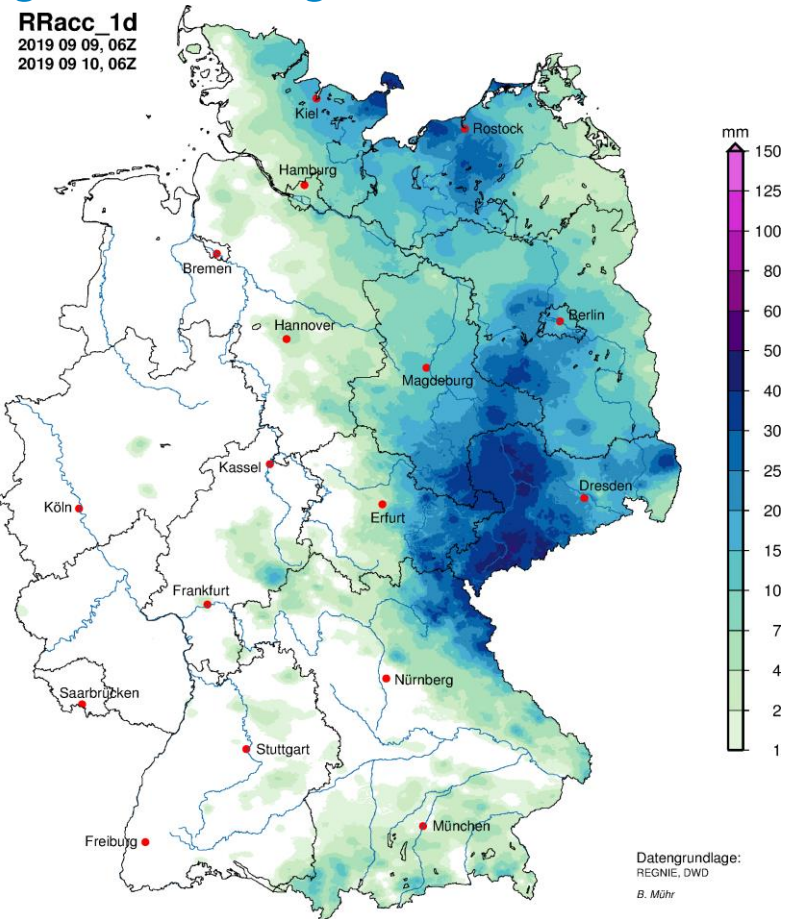 RRacc_1d
2019 09 09, 06Z
2019 09 10, 06Z
Kiel
Rostock
Hamburg
Bremen
Hannover
Berlin
Magdeburg
Kassel
Köln
Erfurt
Dresden
Frankfurt
Saarbrücken
Nürnberg
Stuttgart
Freiburg
München
mm
150
125
100
80
60
50
40
30
25
20
15
10
7
4
2
1
Datengrundlage:
REGNIE, DWD
B. Mühr